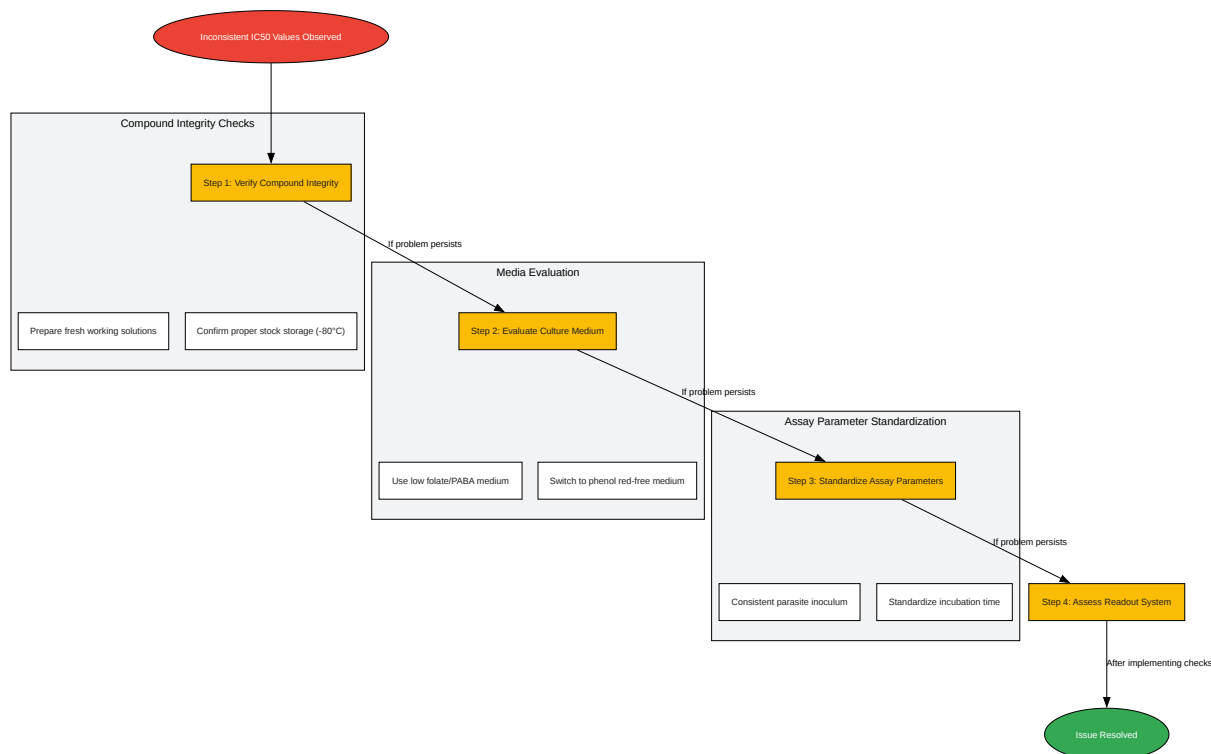 Inconsistent IC50 Values Observed
Compound Integrity Checks
Step 1: Verify Compound Integrity
If problem persists
Media Evaluation
Prepare fresh working solutions
Confirm proper stock storage (-80°C)
Step 2: Evaluate Culture Medium
If problem persists
Assay Parameter Standardization
Use low folate/PABA medium
Switch to phenol red-free medium
Step 3: Standardize Assay Parameters
If problem persists
Consistent parasite inoculum
Standardize incubation time
Step 4: Assess Readout System
After implementing checks
Issue Resolved